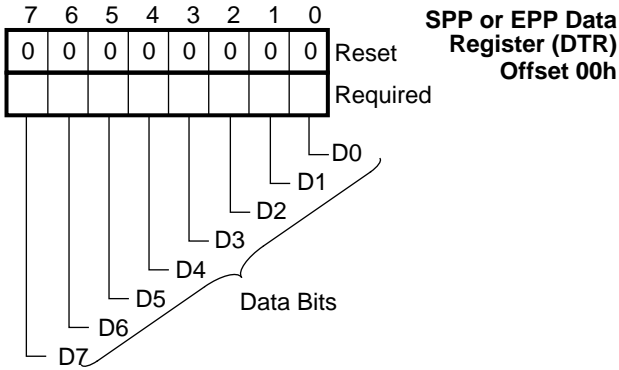 7 6 5 4 3 2 1 0
SPP or EPP Data
Register (DTR)
Offset 00h
0 0 0 0 0 0 0 0 Reset
Required
D0
D1
D2
D3
D4
D5
D6
D7
Data Bits